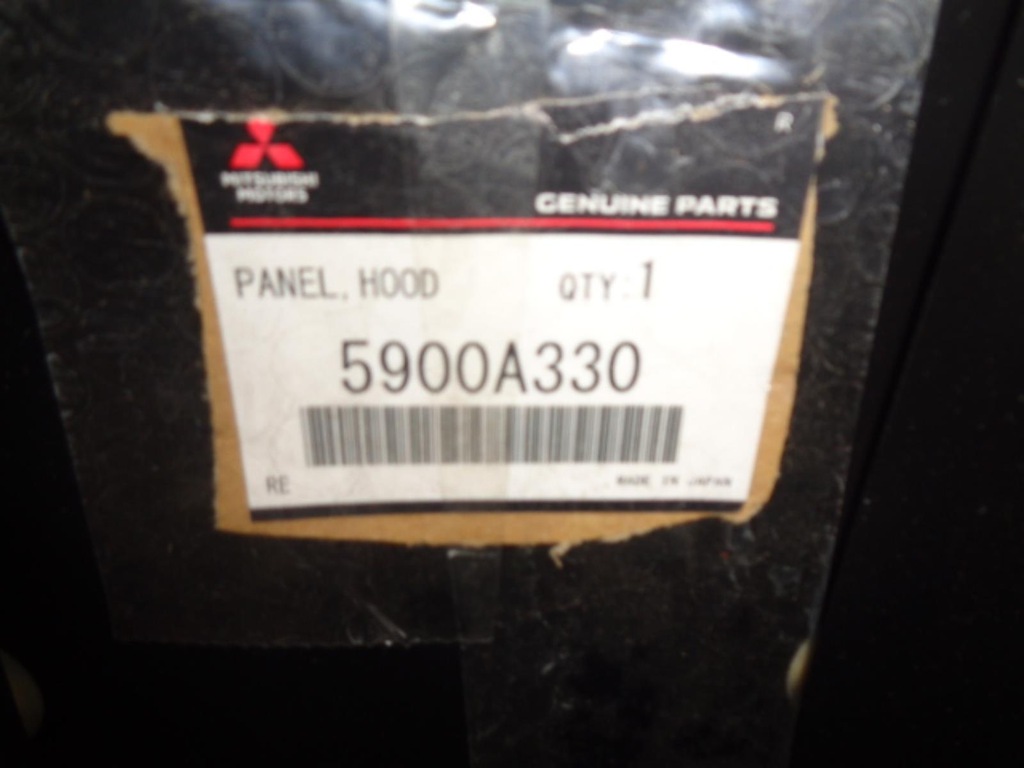 R
MITSUBISHI
MOTORS
GENUINE PARTS
PANEL, HOOD QTY:1
5900A330
RE MADE IN JAPAN